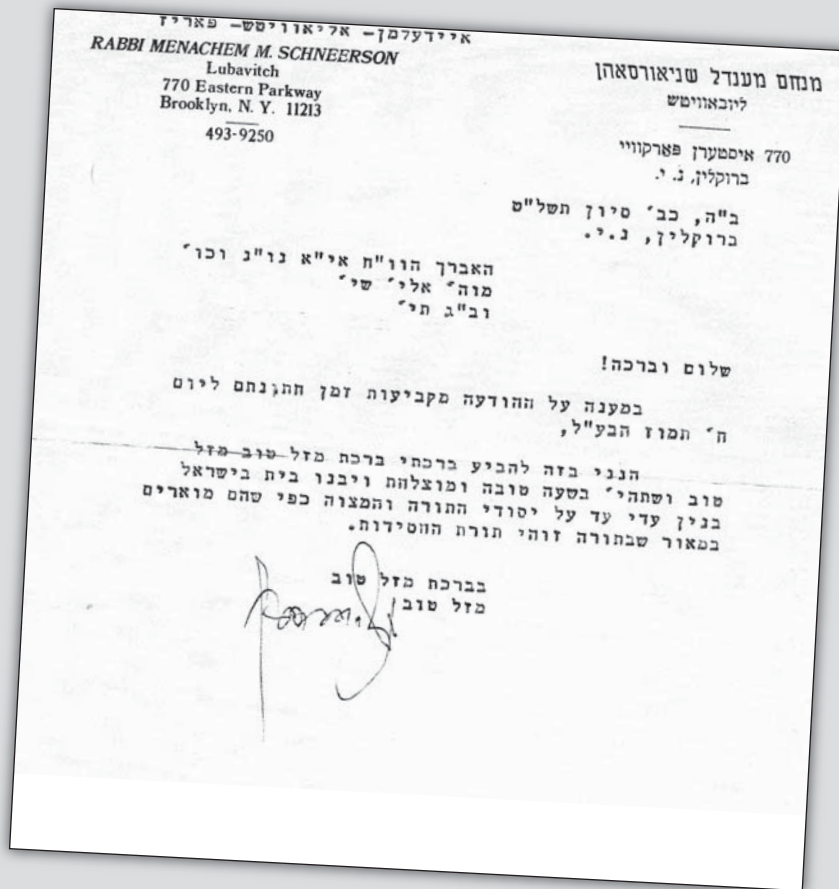 איידעלמן– אליאוויטש– פאריז
RABBI MENACHEM M. SCHNEERSON
Lubavitch
770 Eastern Parkway
Brooklyn, N. Y. 11213
493-9250
מנחם מענדל שניאורסאהן
ליובאוויטש
770 איסטערן פארקוויי
ברוקלין, נ. י.
ב"ה, כב' סיון תשל"ט
ברוקלין, נ.י.
האברך הוו"ח אי"א נו"נ וכו'
מוה' אלי' שי'
וב"ג תי'
שלום וברכה!
במענה על ההודעה מקביעות זמן חתונתם ליום
ח' תמוז הבע"ל,
הנני בזה להביע ברכתי ברכת מזל טוב מזל
טוב ושתהי' בשעה טובה ומוצלחת ויבנו בית בישראל
בנין עדי עד על יסודי התורה והמצוה כפי שהם מוארים
במאור שבתורה זוהי תורת החסידות.
בברכת מזל טוב
מזל טוב